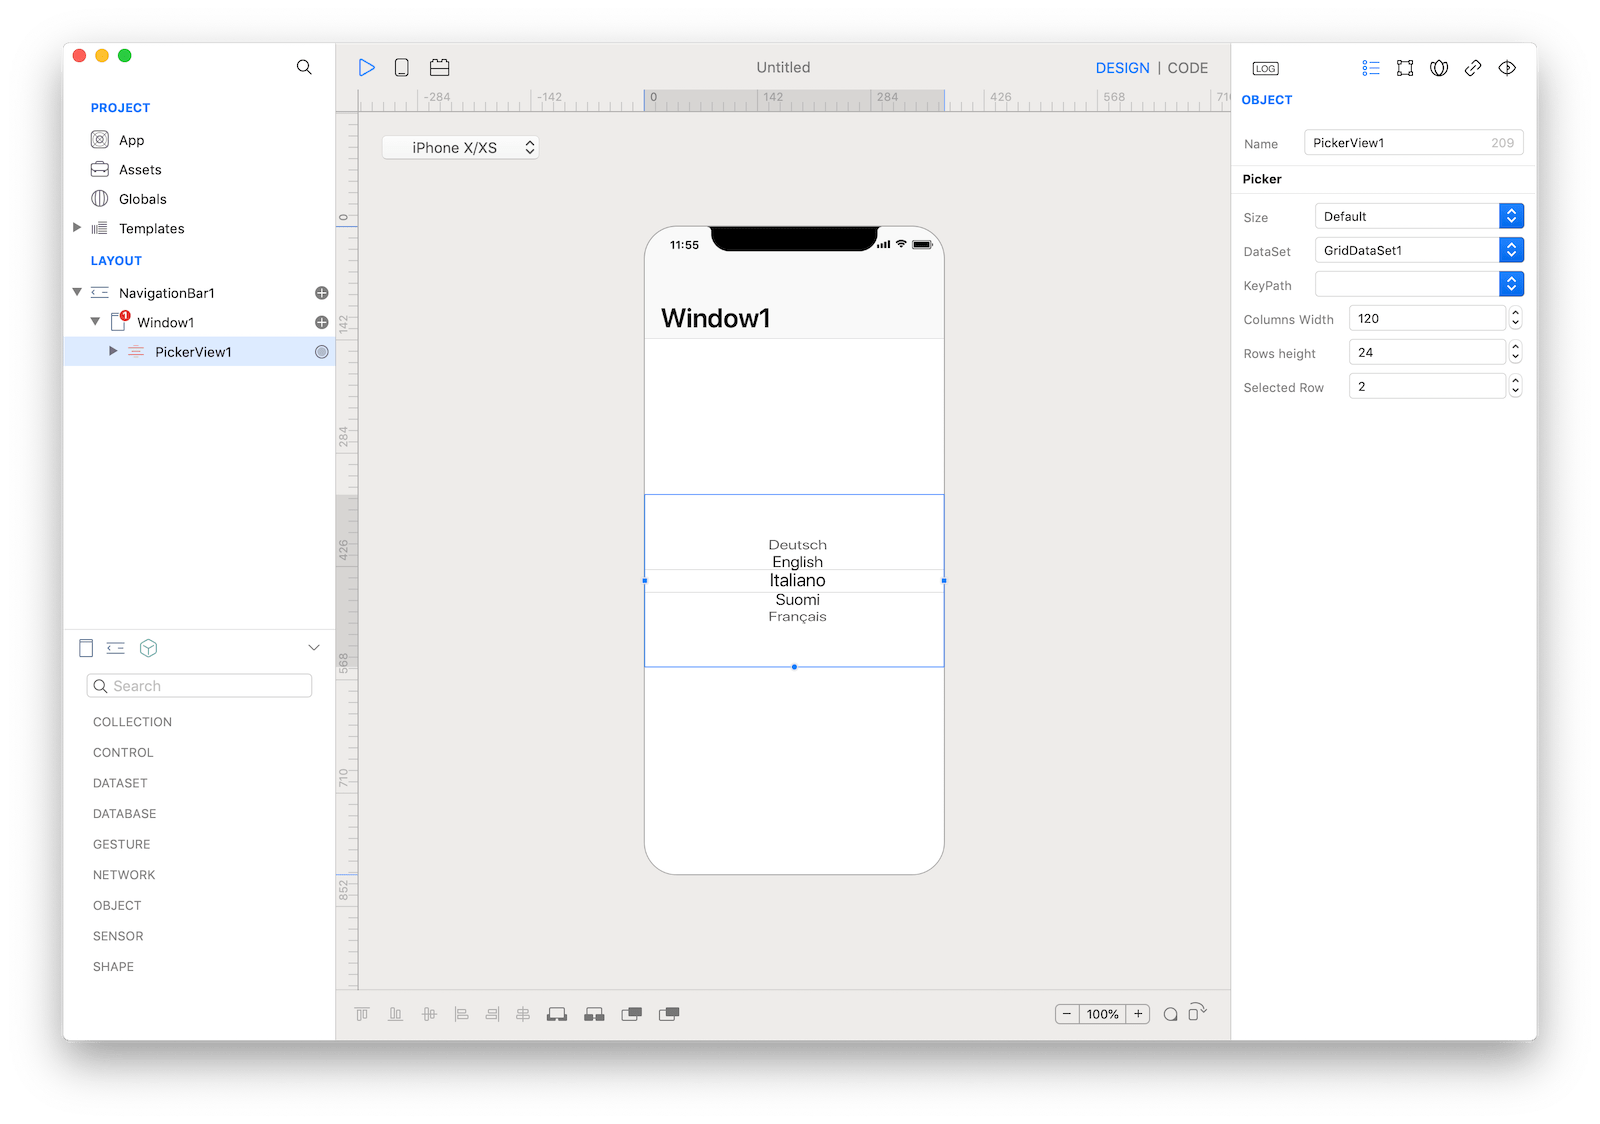 Untitled
DESIGN | CODE
LOG
PROJECT
App
Assets
Globals
Templates
LAYOUT
NavigationBar1
1
Window1
PickerView1
Search
COLLECTION
CONTROL
DATASET
DATABASE
GESTURE
NETWORK
OBJECT
SENSOR
SHAPE
-284 -142 0 142 284 426 568 710
iPhone X/XS
0
142
284
426
568
710
852
11:55
Window1
Deutsch
English
Italiano
Suomi
Français
− 100% +
OBJECT
Name PickerView1 209
Picker
Size Default
DataSet GridDataSet1
KeyPath
Columns Width 120
Rows height 24
Selected Row 2